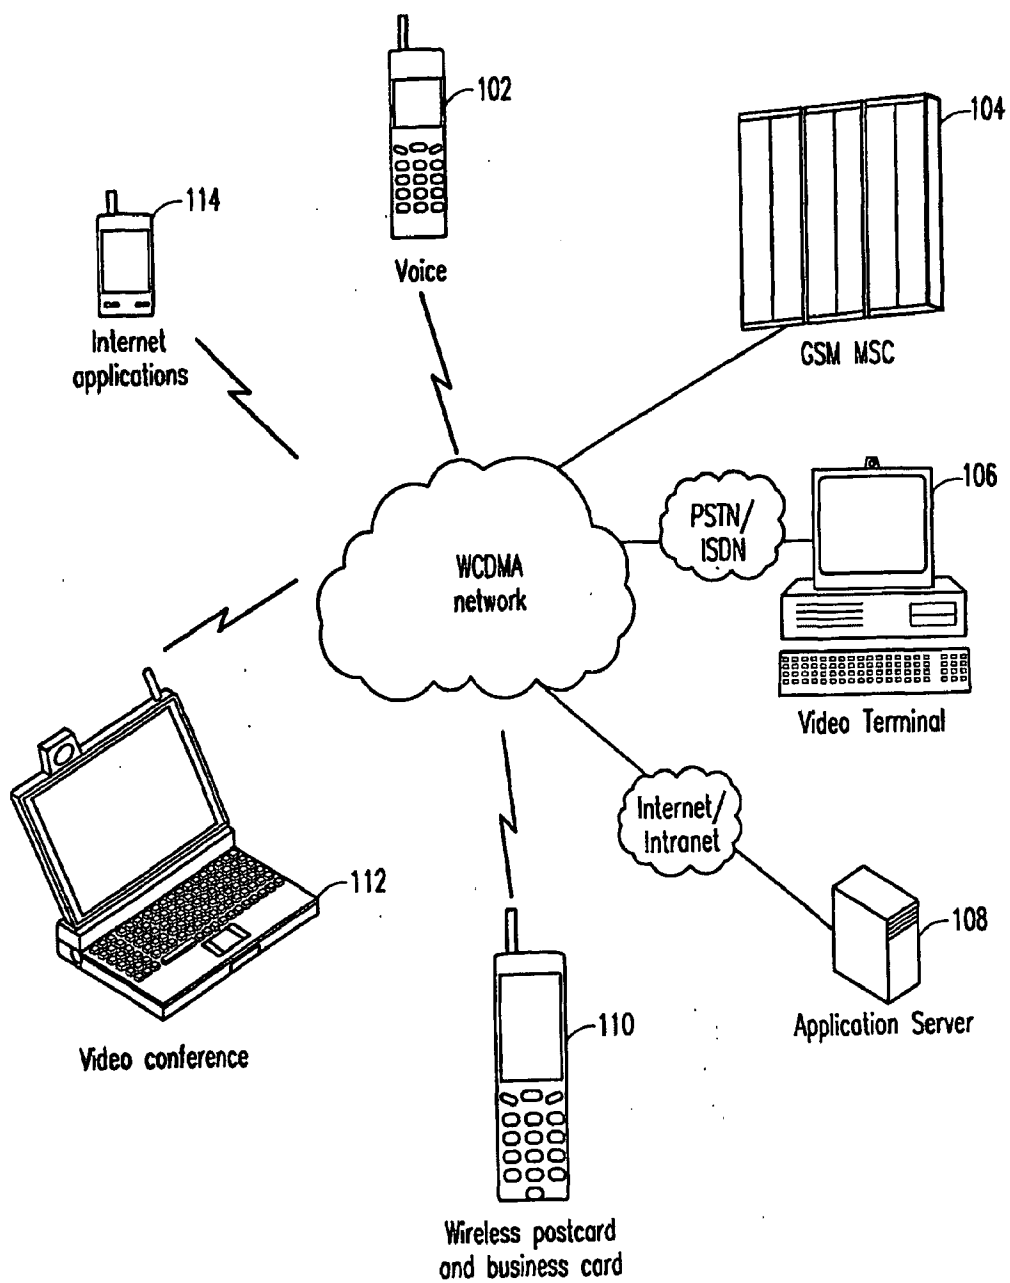 102
104
114
Voice
Internet
applications
GSM MSC
106
PSTN/
ISDN
WCDMA
network
Video Terminal
Internet/
Intranet
112
108
110
Application Server
Video conference
Wireless postcard
and business card